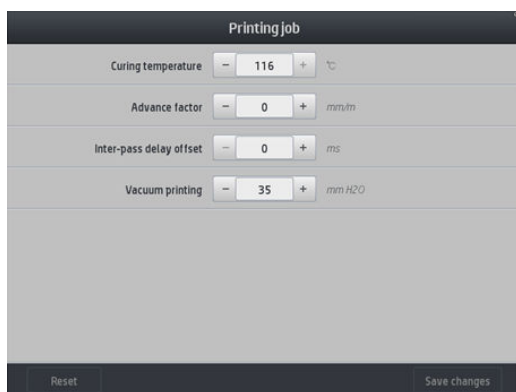 Printing job
Curing temperature - 116 + °C
Advance factor - 0 + mm/m
Inter-pass delay offset - 0 + ms
Vacuum printing - 35 + mm H2O
Reset Save changes